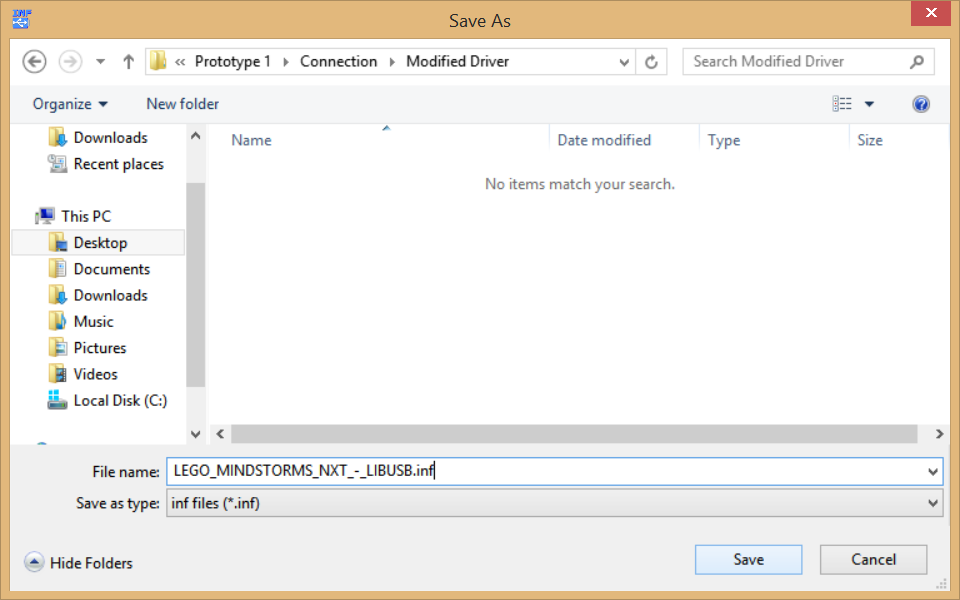 INF
Save As
« Prototype 1 Connection Modified Driver
Search Modified Driver
Organize New folder
Name Date modified Type Size
No items match your search.
Downloads
Recent places
This PC
Desktop
Documents
Downloads
Music
Pictures
Videos
Local Disk (C:)
File name: LEGO_MINDSTORMS_NXT_-_LIBUSB.inf
Save as type: inf files (*.inf)
Hide Folders
Save Cancel